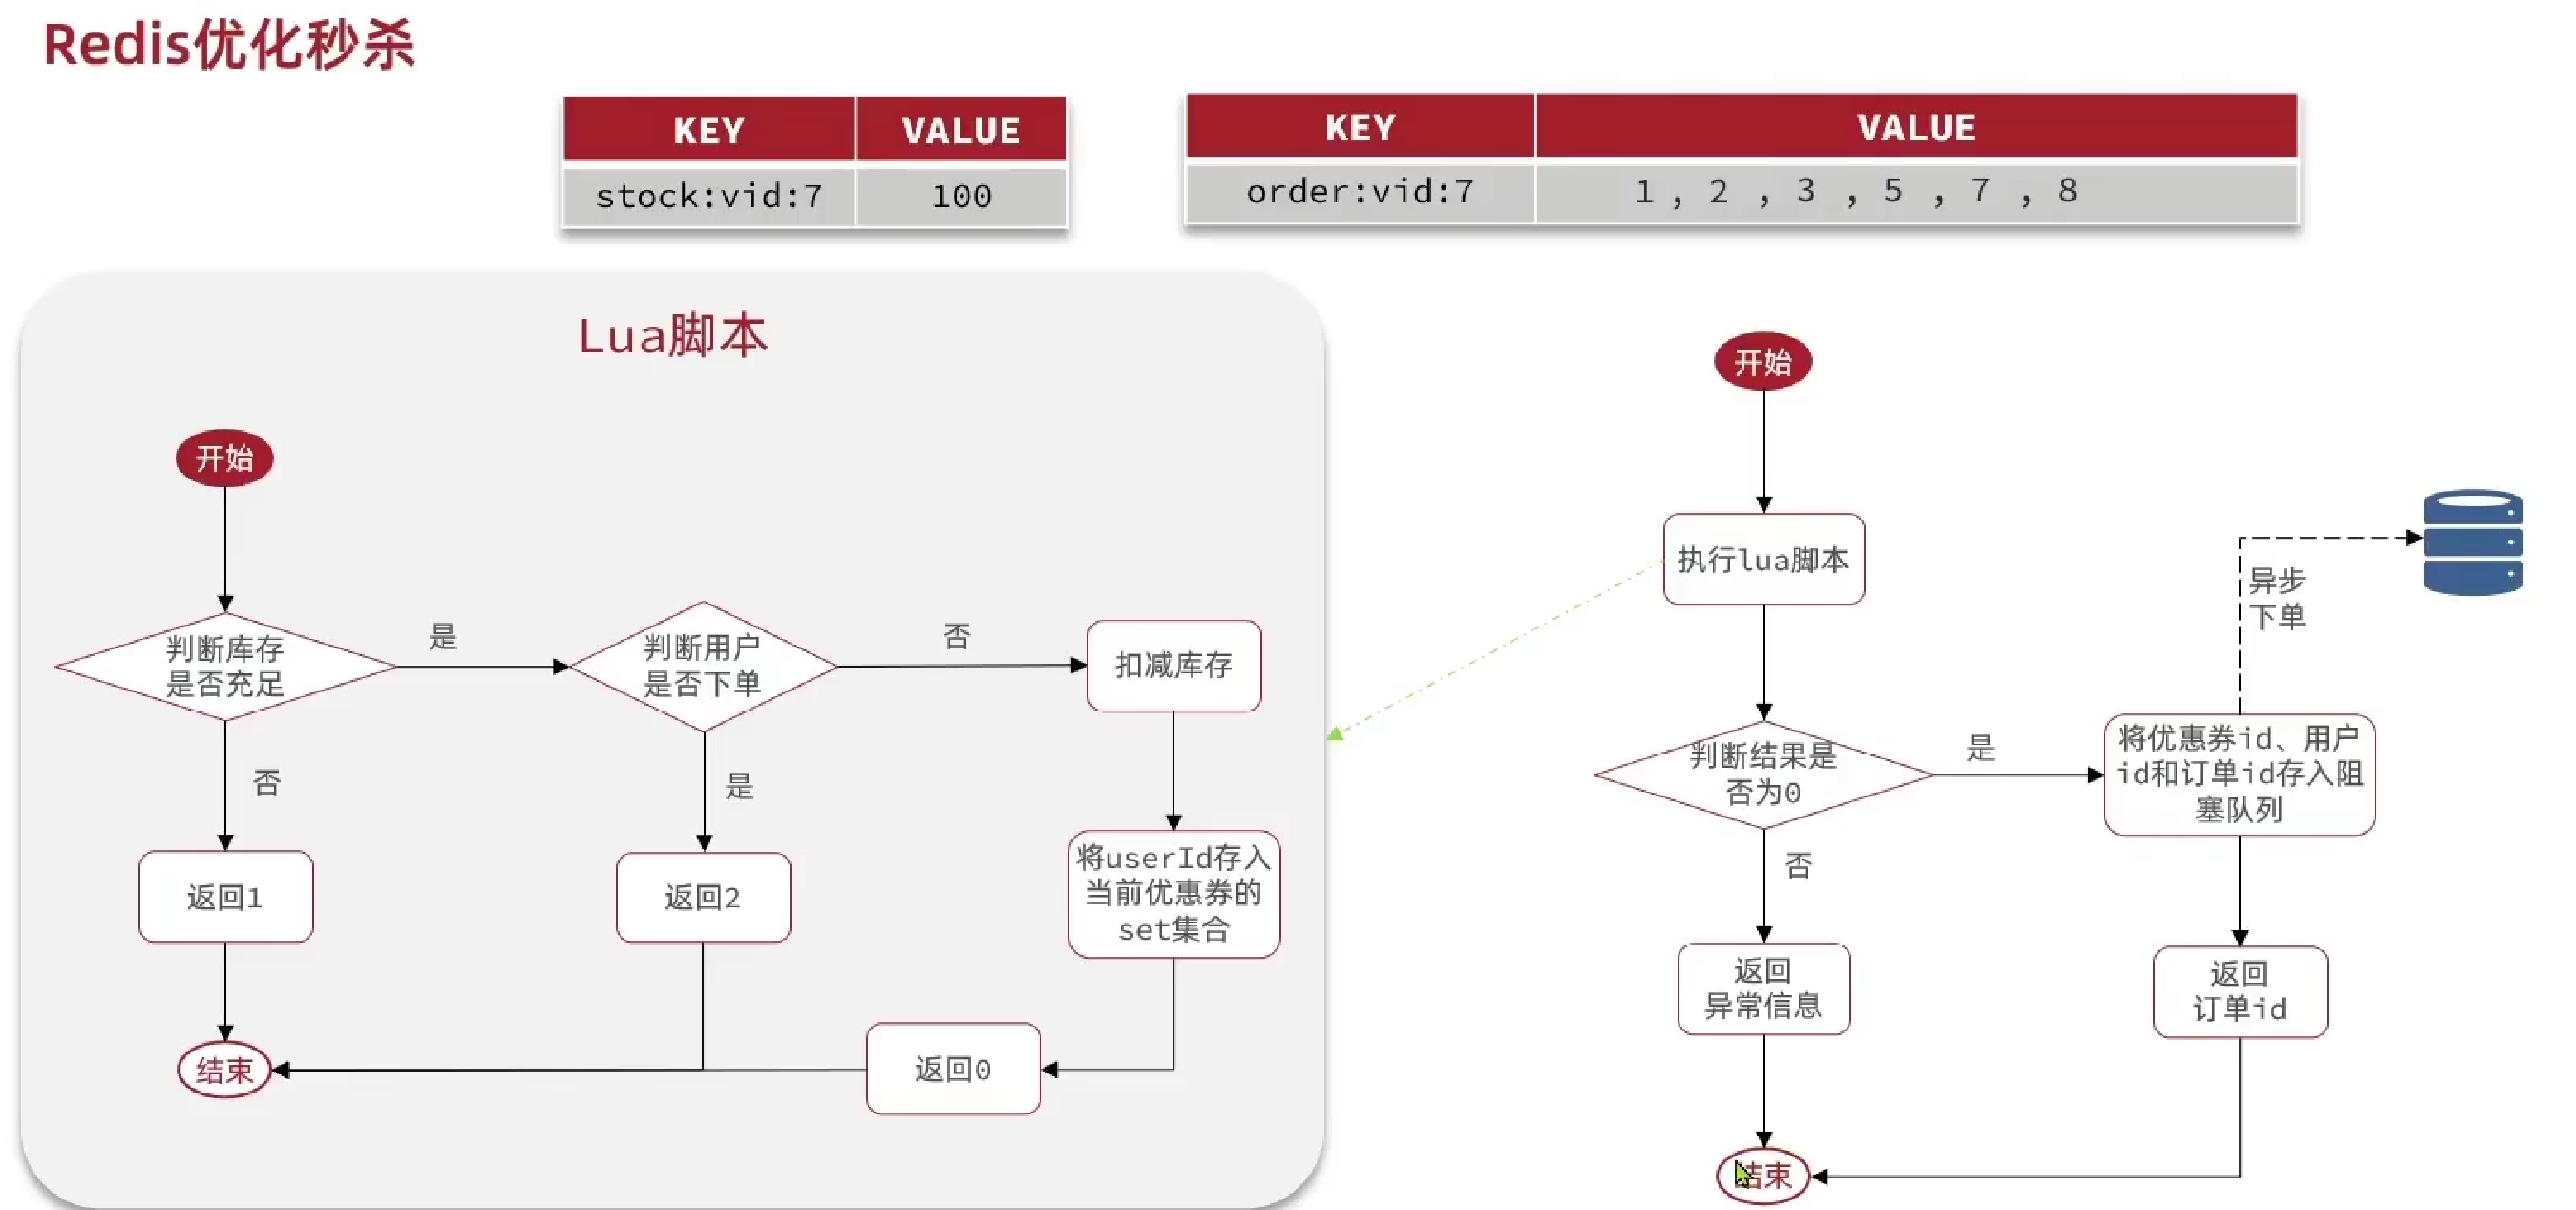 Redis优化秒杀
KEY VALUE
stock:vid:7 100
KEY VALUE
order:vid:7 1 , 2 , 3 , 5 , 7 , 8
Lua脚本
开始
判断库存
是否充足
是
判断用户
是否下单
否
扣减库存
否
是
返回1
返回2
将userId存入
当前优惠券的
set集合
返回0
结束
开始
执行lua脚本
判断结果是
否为0
是
将优惠券id、用户
id和订单id存入阻
塞队列
异步
下单
否
返回
异常信息
返回
订单id
结束